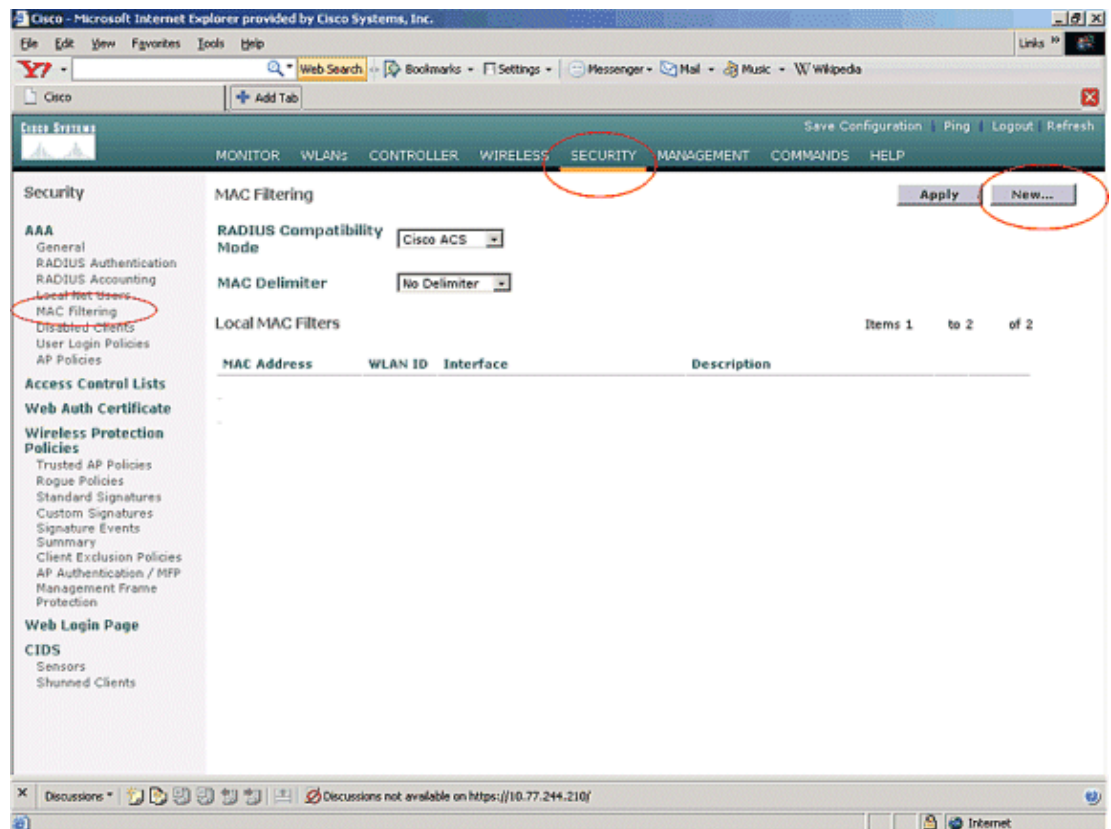 Cisco - Microsoft Internet Explorer provided by Cisco Systems, Inc.
File Edit View Favorites Tools Help Links »
Y7 - Web Search Bookmarks Settings Messenger Mail Music W Wikipedia
Cisco Add Tab
CISCO SYSTEMS
Save Configuration | Ping | Logout | Refresh
MONITOR WLANs CONTROLLER WIRELESS SECURITY MANAGEMENT COMMANDS HELP
Security
AAA
General
RADIUS Authentication
RADIUS Accounting
Local Net Users
MAC Filtering
Disabled Clients
User Login Policies
AP Policies
Access Control Lists
Web Auth Certificate
Wireless Protection
Policies
Trusted AP Policies
Rogue Policies
Standard Signatures
Custom Signatures
Signature Events
Summary
Client Exclusion Policies
AP Authentication / MFP
Management Frame
Protection
Web Login Page
CIDS
Sensors
Shunned Clients
MAC Filtering
Apply New...
RADIUS Compatibility
Mode
Cisco ACS
MAC Delimiter No Delimiter
Local MAC Filters Items 1 to 2 of 2
MAC Address WLAN ID Interface Description
Discussions Discussions not available on https://10.77.244.210/
Internet